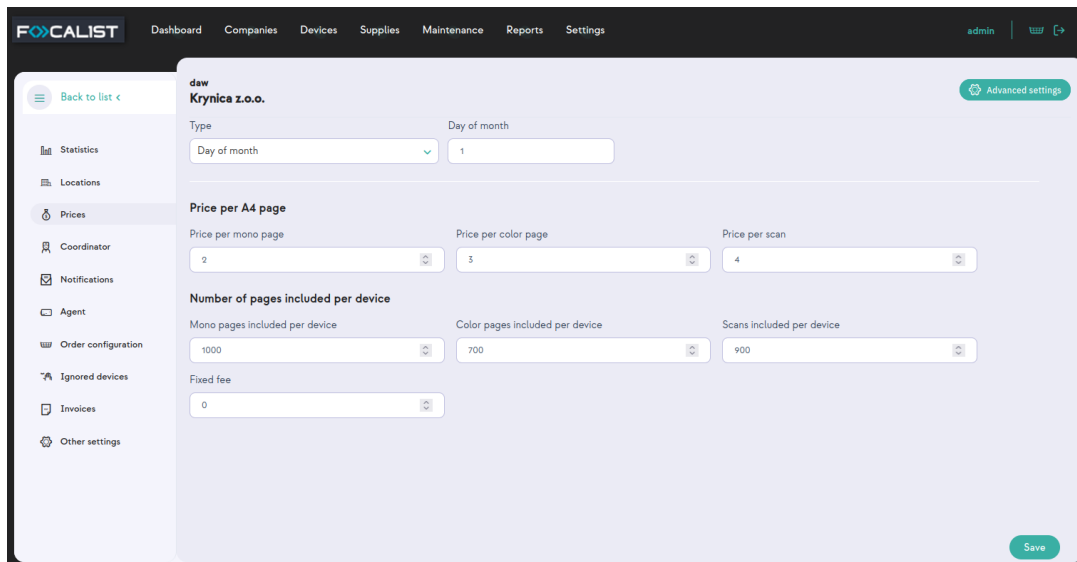 FOCALIST Dashboard Companies Devices Supplies Maintenance Reports Settings admin
Back to list <
Statistics
Locations
Prices
Coordinator
Notifications
Agent
Order configuration
Ignored devices
Invoices
Other settings
daw
Krynica z.o.o.
Advanced settings
Type Day of month
Day of month 1
Price per A4 page
Price per mono page Price per color page Price per scan
2 3 4
Number of pages included per device
Mono pages included per device Color pages included per device Scans included per device
1000 700 900
Fixed fee
0
Save